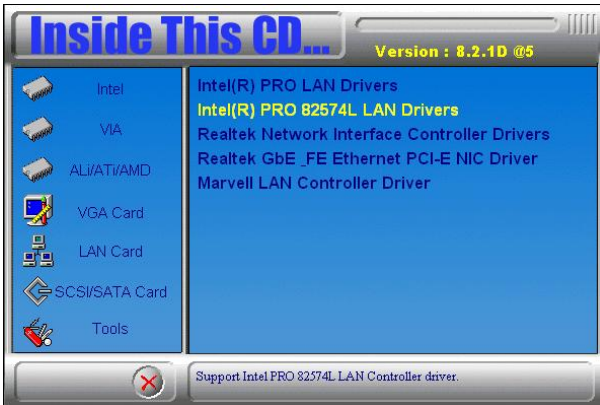 Inside This CD...
Version : 8.2.1D @5
Intel
VIA
ALi/ATi/AMD
VGA Card
LAN Card
SCSI/SATA Card
Tools
Intel(R) PRO LAN Drivers
Intel(R) PRO 82574L LAN Drivers
Realtek Network Interface Controller Drivers
Realtek GbE _FE Ethernet PCI-E NIC Driver
Marvell LAN Controller Driver
Support Intel PRO 82574L LAN Controller driver.